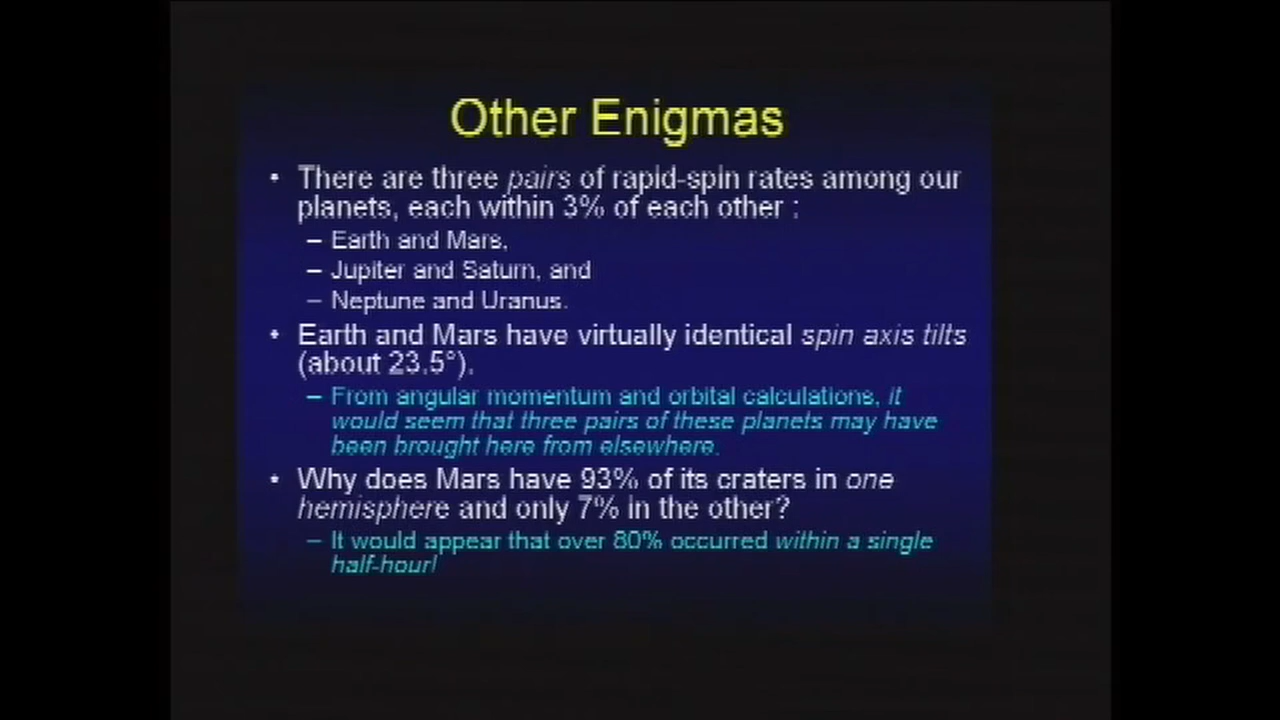 Other Enigmas
• There are three pairs of rapid-spin rates among our
planets, each within 3% of each other :
– Earth and Mars,
– Jupiter and Saturn, and
– Neptune and Uranus.
• Earth and Mars have virtually identical spin axis tilts
(about 23.5°).
– From angular momentum and orbital calculations, it
would seem that three pairs of these planets may have
been brought here from elsewhere.
• Why does Mars have 93% of its craters in one
hemisphere and only 7% in the other?
– It would appear that over 80% occurred within a single
half-hour!